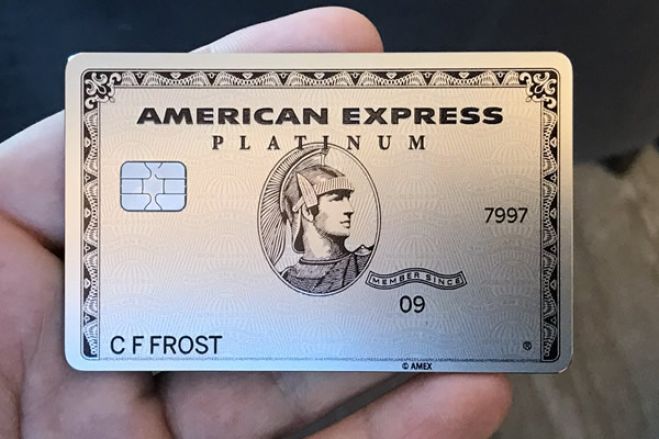 AMERICAN EXPRESS
PLATINUM
7997
MEMBER SINCE
09
C F FROST
®
© AMEX